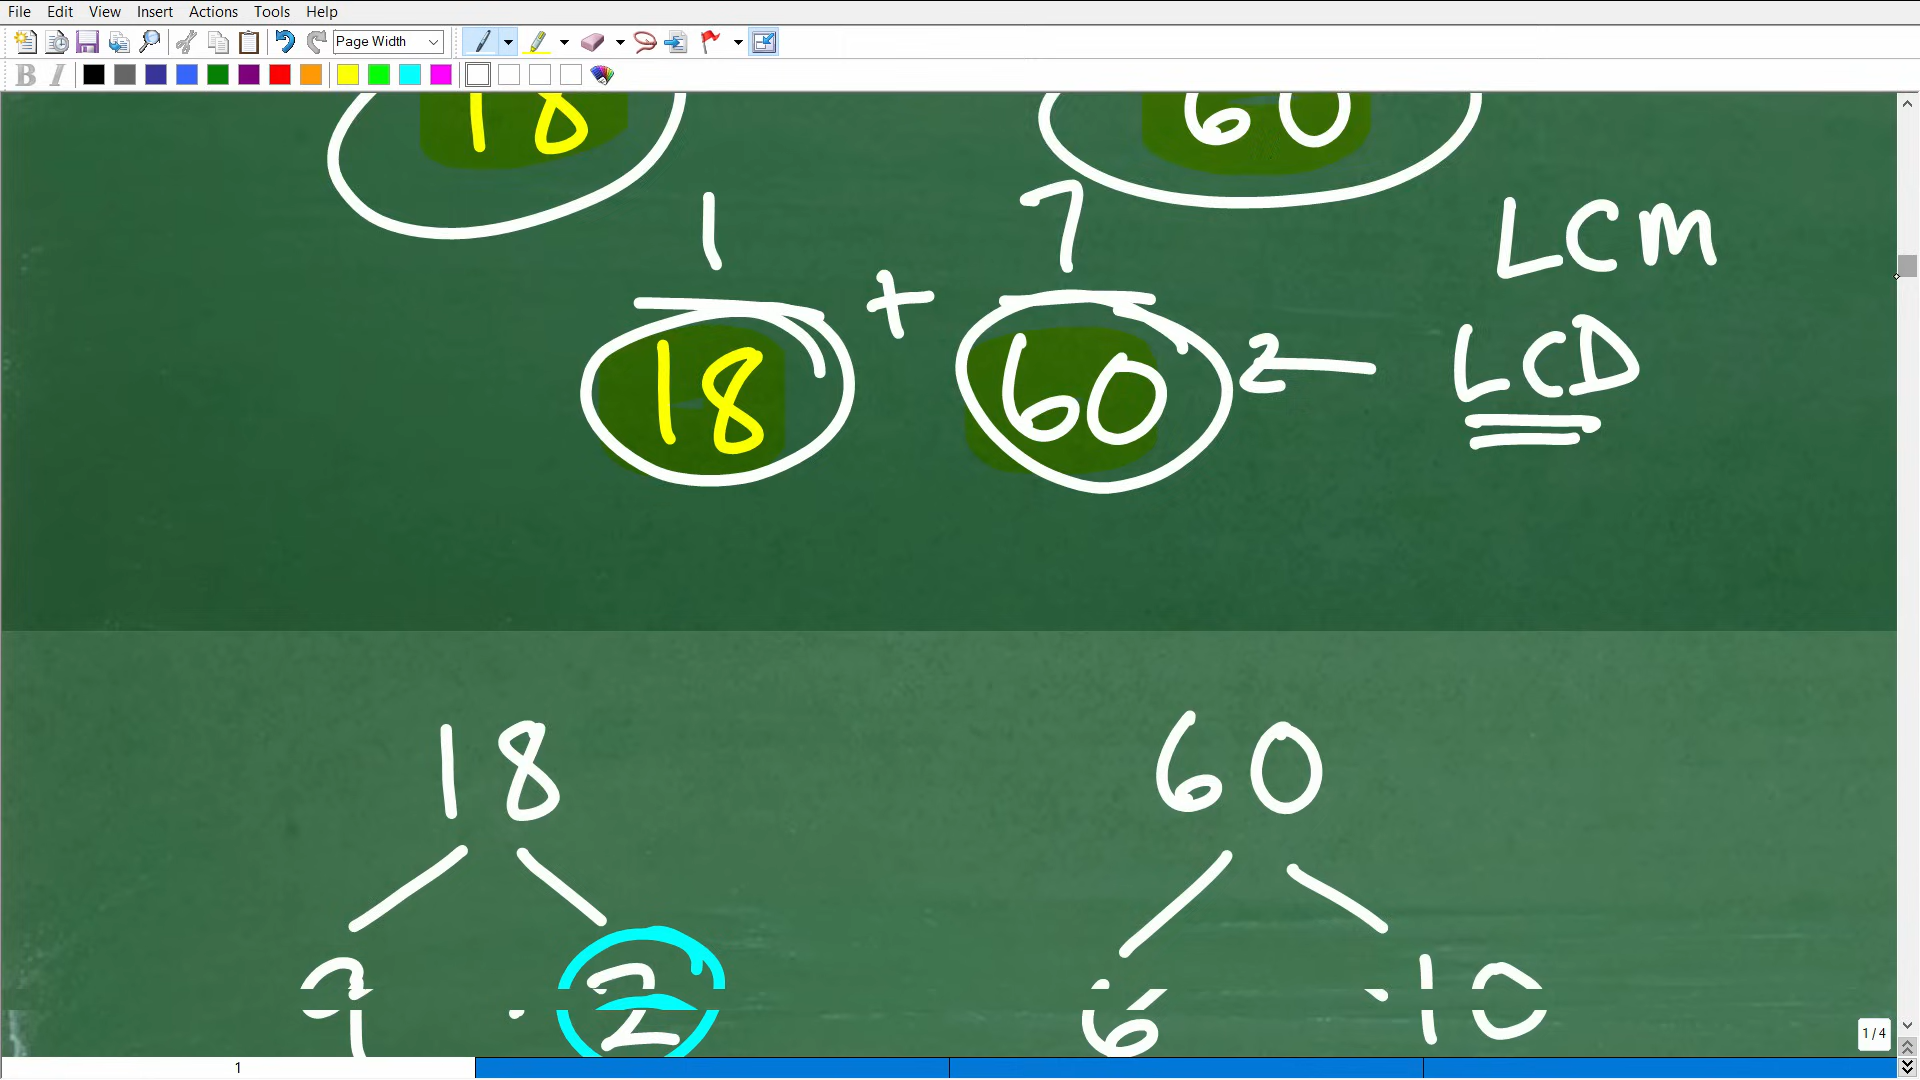 File Edit View Insert Actions Tools Help
Page Width
B I
18 60
1 7 LCM
+ LCD
18 60
18 60
9 · 2 6 · 10
1 / 4
1